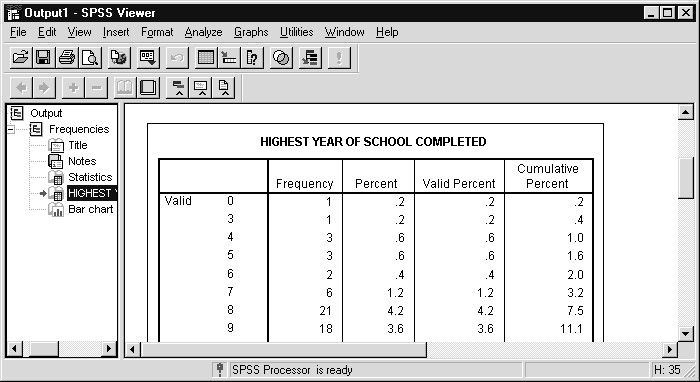 Output1 - SPSS Viewer
File Edit View Insert Format Analyze Graphs Utilities Window Help
Output
Frequencies
Title
Notes
Statistics
HIGHEST Y
Bar chart
HIGHEST YEAR OF SCHOOL COMPLETED
Frequency Percent Valid Percent Cumulative Percent
Valid 0 1 .2 .2 .2
3 1 .2 .2 .4
4 3 .6 .6 1.0
5 3 .6 .6 1.6
6 2 .4 .4 2.0
7 6 1.2 1.2 3.2
8 21 4.2 4.2 7.5
9 18 3.6 3.6 11.1
SPSS Processor is ready
H: 35